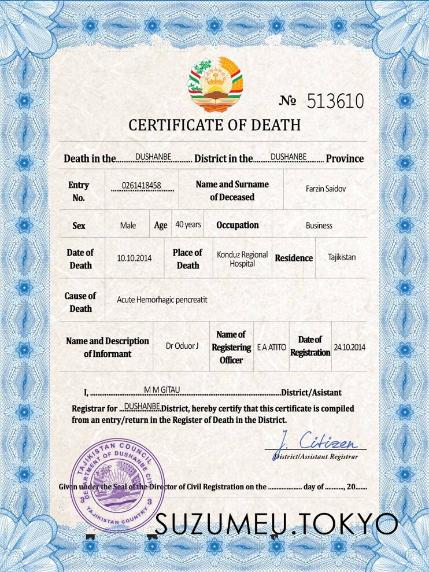 № 513610
CERTIFICATE OF DEATH
Death in the DUSHANBE District in the DUSHANBE Province
Entry No. 0261418458 Name and Surname of Deceased Farzin Saidov
Sex Male Age 40 years Occupation Business
Date of Death 10.10.2014 Place of Death Konduz Regional Hospital Residence Tajikistan
Cause of Death Acute Hemorhagic pencreatit
Name and Description of Informant Dr Oduor J Name of Registering Officer E A ATITO Date of Registration 24.10.2014
I, M M GITAU District/Asistant
Registrar for DUSHANBE District, hereby certify that this certificate is compiled
from an entry/return in the Register of Death in the District.
J. Citizen
District/Assistant Registrar
Given under the Seal of the Director of Civil Registration on the .................. day of .........., 20......
TAJIKISTAN COUNCIL
DEPARTMENT OF DUSHANBE CIVIL
TAJIKISTAN COUNTRY
3 3
SUZUMEU.TOKYO